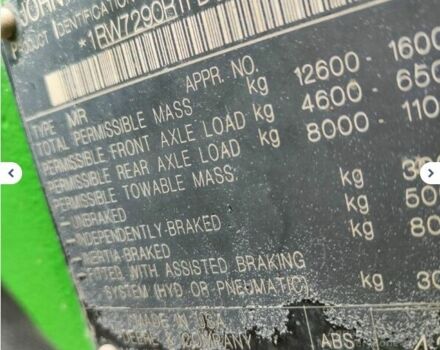 PRODUCT IDENTIFICATION
*1RW7290R
TYPE MR APPR. NO.
TOTAL PERMISSIBLE MASS kg 12600 - 1600
PERMISSIBLE FRONT AXLE LOAD kg 4600 - 650
PERMISSIBLE REAR AXLE LOAD kg 8000 - 110
PERMISSIBLE TOWABLE MASS:
-UNBRAKED kg
-INDEPENDENTLY-BRAKED kg 50
-INERTIA-BRAKED kg 80
-FITTED WITH ASSISTED BRAKING
SYSTEM (HYD OR PNEUMATIC) kg 30
MADE IN USA
DEERE & COMPANY ABS